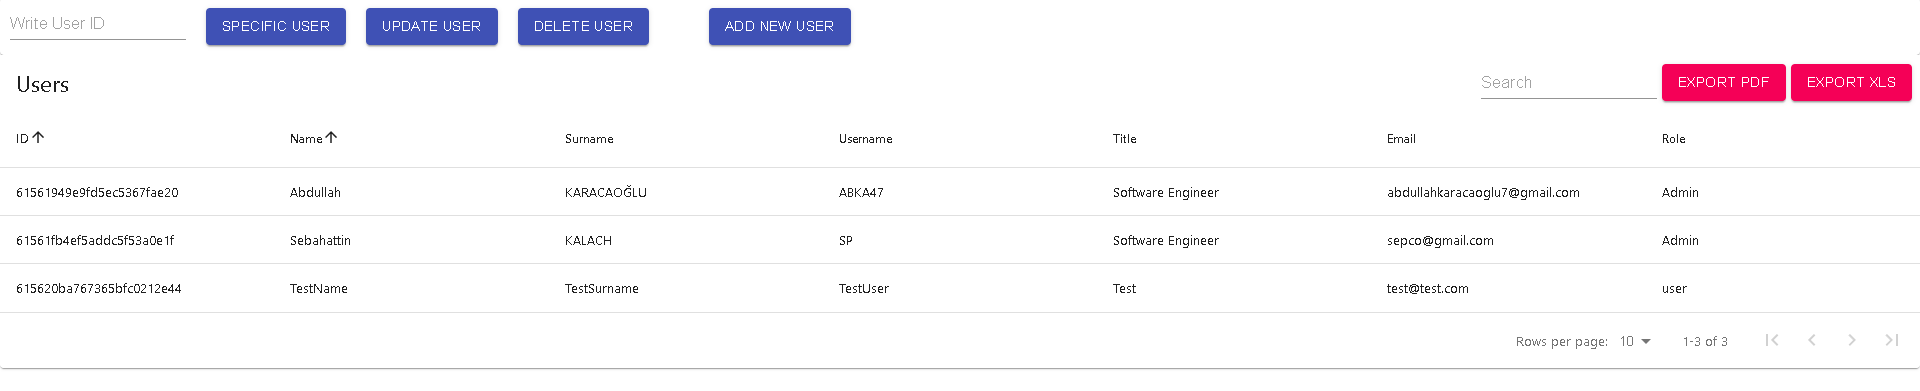 Write User ID SPECIFIC USER UPDATE USER DELETE USER ADD NEW USER
Users Search EXPORT PDF EXPORT XLS
ID Name Surname Username Title Email Role
61561949e9fd5ec5367fae20 Abdullah KARACAOĞLU ABKA47 Software Engineer abdullahkaracaoglu7@gmail.com Admin
61561fb4ef5addc5f53a0e1f Sebahattin KALACH SP Software Engineer sepco@gmail.com Admin
615620ba767365bfc0212e44 TestName TestSurname TestUser Test test@test.com user
Rows per page: 10 1-3 of 3